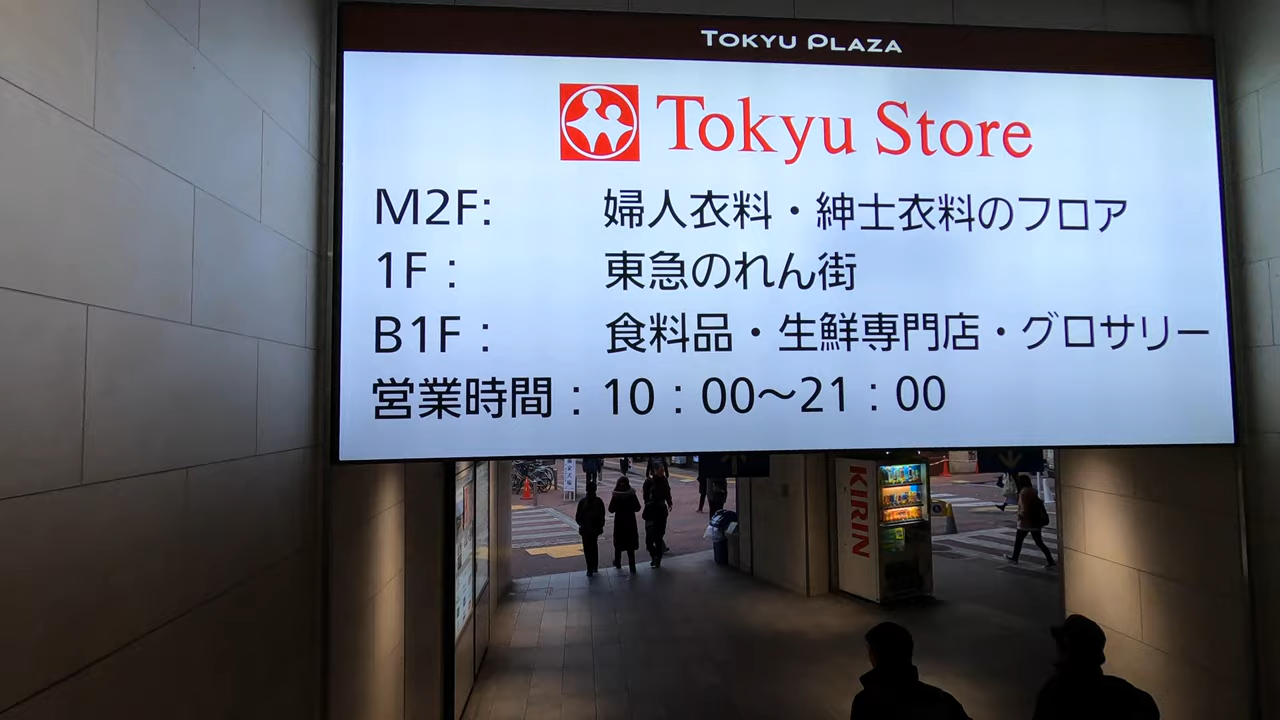 TOKYU PLAZA
Tokyu Store
M2F: 婦人衣料・紳士衣料のフロア
1F： 東急のれん街
B1F： 食料品・生鮮専門店・グロサリー
営業時間：10：00～21：00
KIRIN